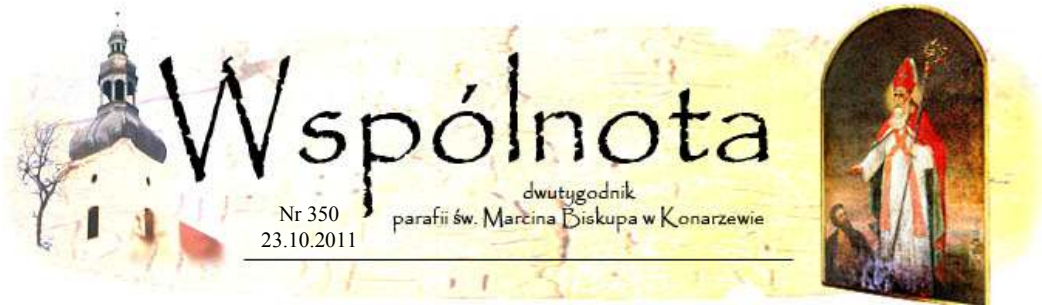 Wspólnota
dwutygodnik
parafii św. Marcina Biskupa w Konarzewie
Nr 350
23.10.2011